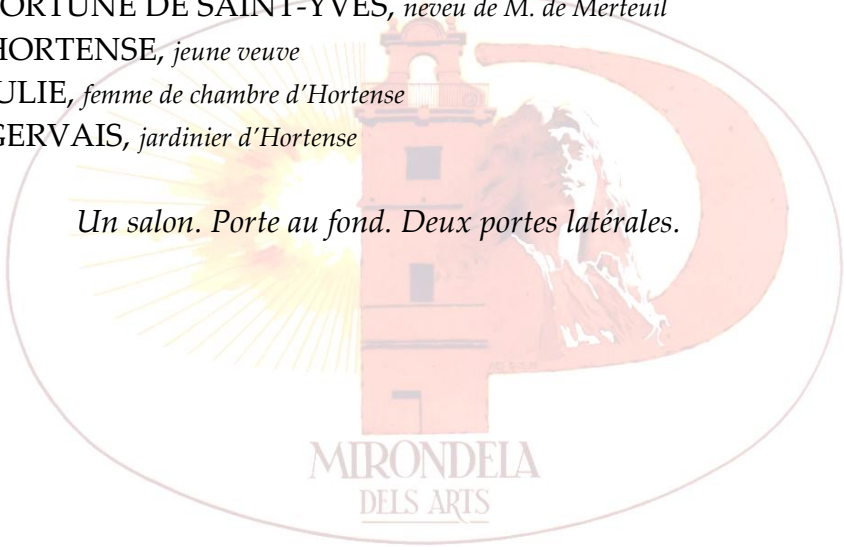 ORTUNÉ DE SAINT-YVES, neveu de M. de Merteuil
HORTENSE, jeune veuve
ULIE, femme de chambre d’Hortense
GERVAIS, jardinier d’Hortense
Un salon. Porte au fond. Deux portes latérales.
MIRONDELA
DELS ARTS